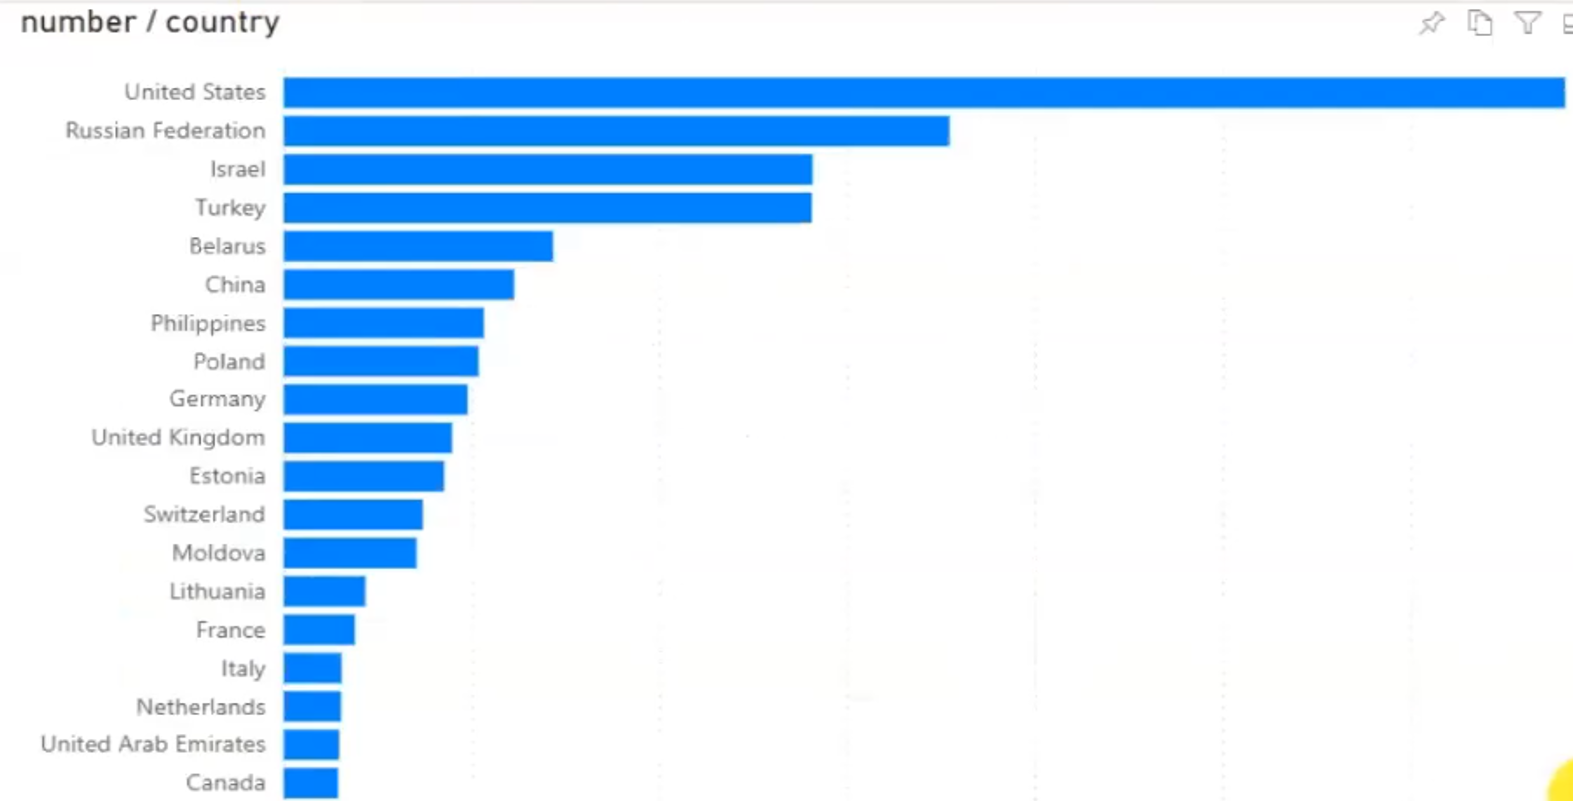 number / country
United States
Russian Federation
Israel
Turkey
Belarus
China
Philippines
Poland
Germany
United Kingdom
Estonia
Switzerland
Moldova
Lithuania
France
Italy
Netherlands
United Arab Emirates
Canada